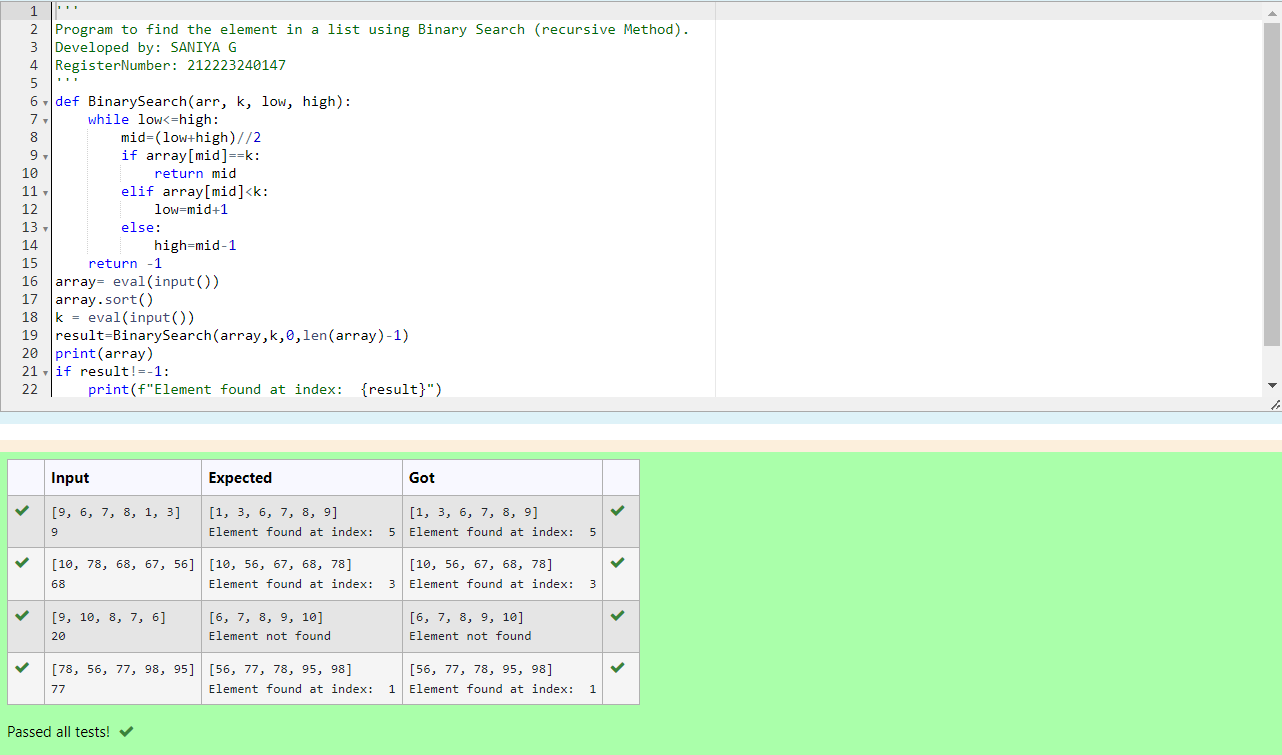 1 '''
2 Program to find the element in a list using Binary Search (recursive Method).
3 Developed by: SANIYA G
4 RegisterNumber: 212223240147
5 '''
6 def BinarySearch(arr, k, low, high):
7     while low<=high:
8         mid=(low+high)//2
9         if array[mid]==k:
10             return mid
11         elif array[mid]<k:
12             low=mid+1
13         else:
14             high=mid-1
15     return -1
16 array= eval(input())
17 array.sort()
18 k = eval(input())
19 result=BinarySearch(array,k,0,len(array)-1)
20 print(array)
21 if result!=-1:
22     print(f"Element found at index:  {result}")
Input Expected Got
[9, 6, 7, 8, 1, 3] [1, 3, 6, 7, 8, 9] [1, 3, 6, 7, 8, 9]
9 Element found at index:  5 Element found at index:  5
[10, 78, 68, 67, 56] [10, 56, 67, 68, 78] [10, 56, 67, 68, 78]
68 Element found at index:  3 Element found at index:  3
[9, 10, 8, 7, 6] [6, 7, 8, 9, 10] [6, 7, 8, 9, 10]
20 Element not found Element not found
[78, 56, 77, 98, 95] [56, 77, 78, 95, 98] [56, 77, 78, 95, 98]
77 Element found at index:  1 Element found at index:  1
Passed all tests!